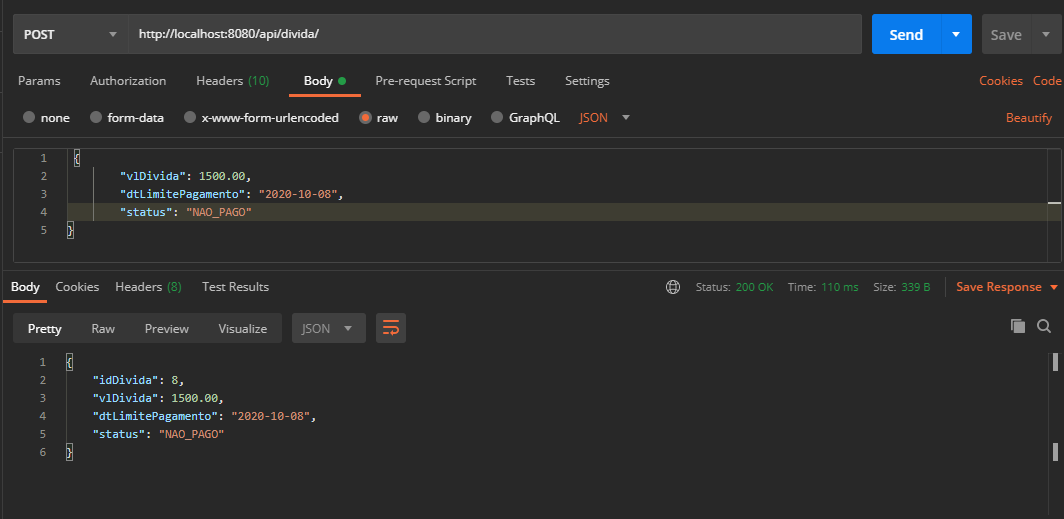 POST http://localhost:8080/api/divida/ Send Save
Params Authorization Headers (10) Body Pre-request Script Tests Settings Cookies Code
none form-data x-www-form-urlencoded raw binary GraphQL JSON Beautify
1 {
2 "vlDivida": 1500.00,
3 "dtLimitePagamento": "2020-10-08",
4 "status": "NAO_PAGO"
5 }
Body Cookies Headers (8) Test Results Status: 200 OK Time: 110 ms Size: 339 B Save Response
Pretty Raw Preview Visualize JSON
1 {
2 "idDivida": 8,
3 "vlDivida": 1500.00,
4 "dtLimitePagamento": "2020-10-08",
5 "status": "NAO_PAGO"
6 }